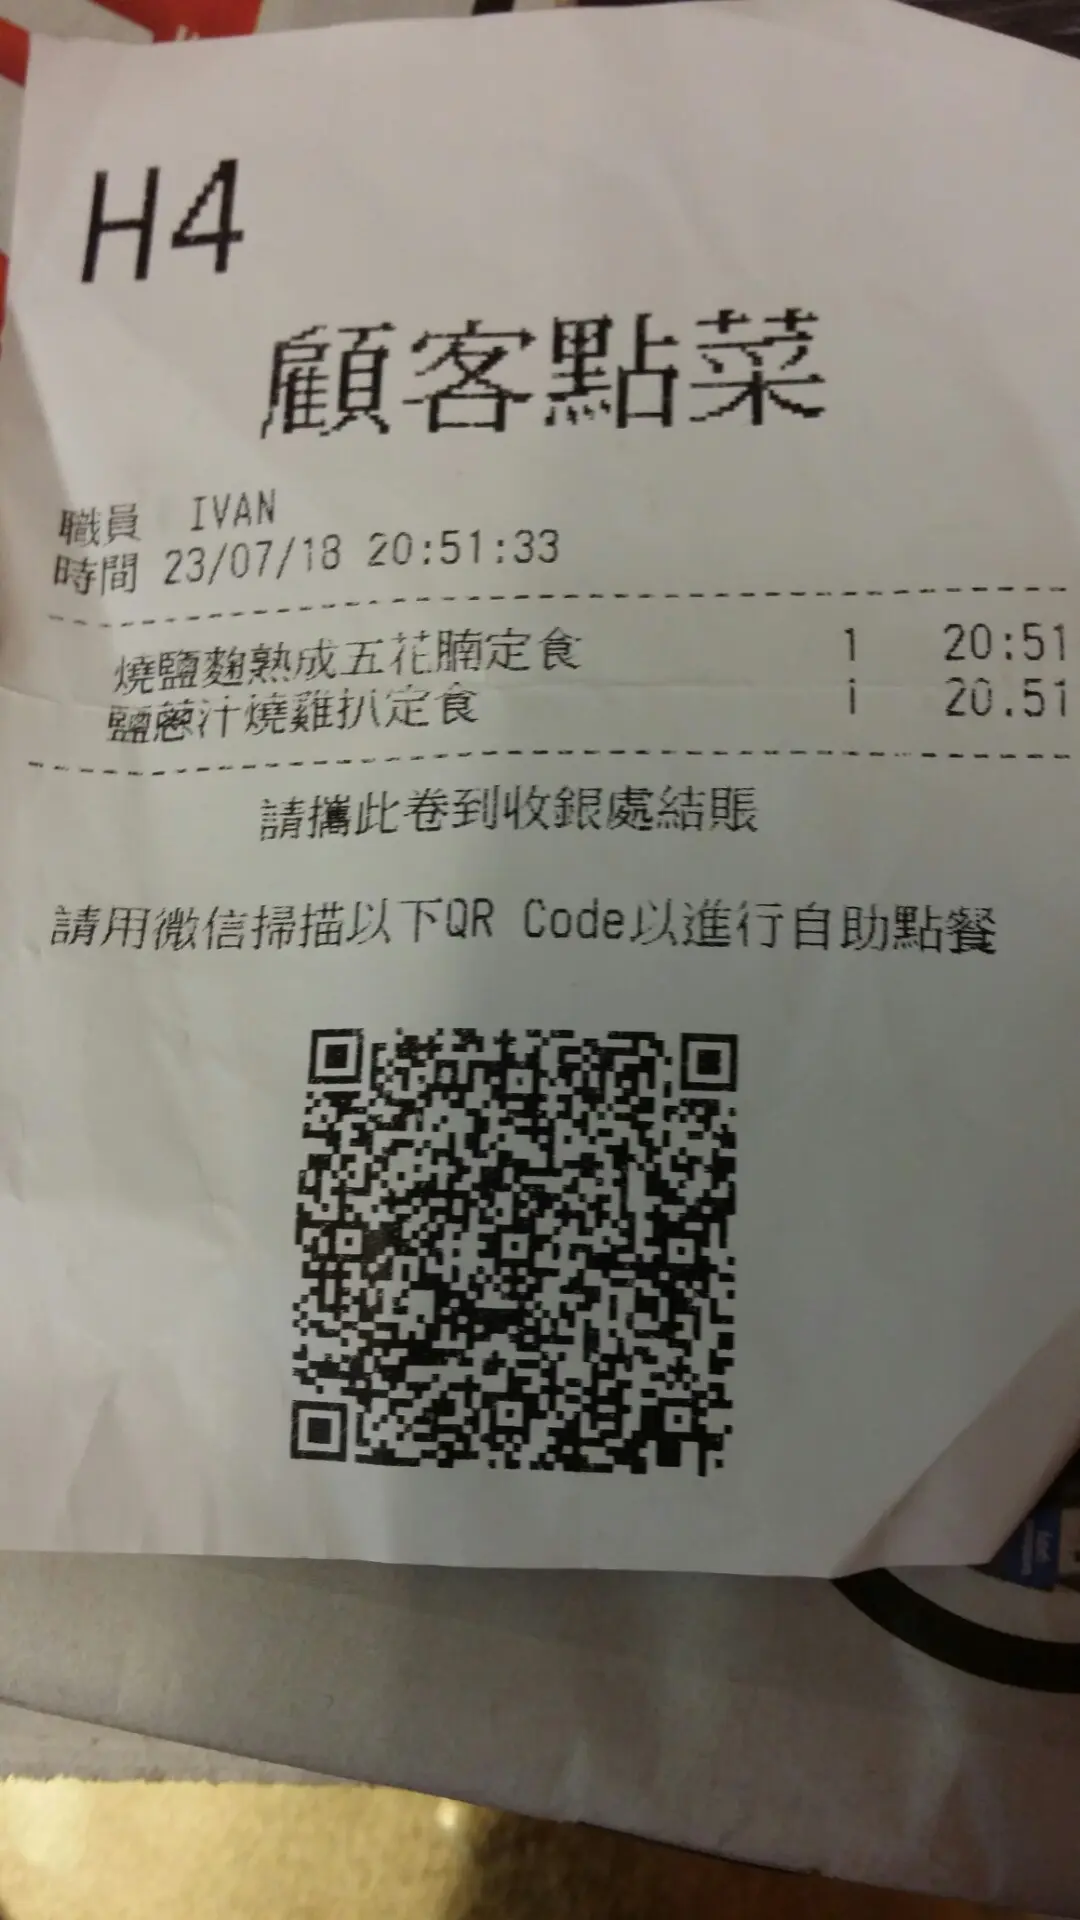 H4
顧客點菜
職員 IVAN
時間 23/07/18 20:51:33
燒鹽麴熟成五花腩定食 1 20:51
鹽蔥汁燒雞扒定食 1 20:51
請攜此卷到收銀處結賬
請用微信掃描以下QR Code以進行自助點餐